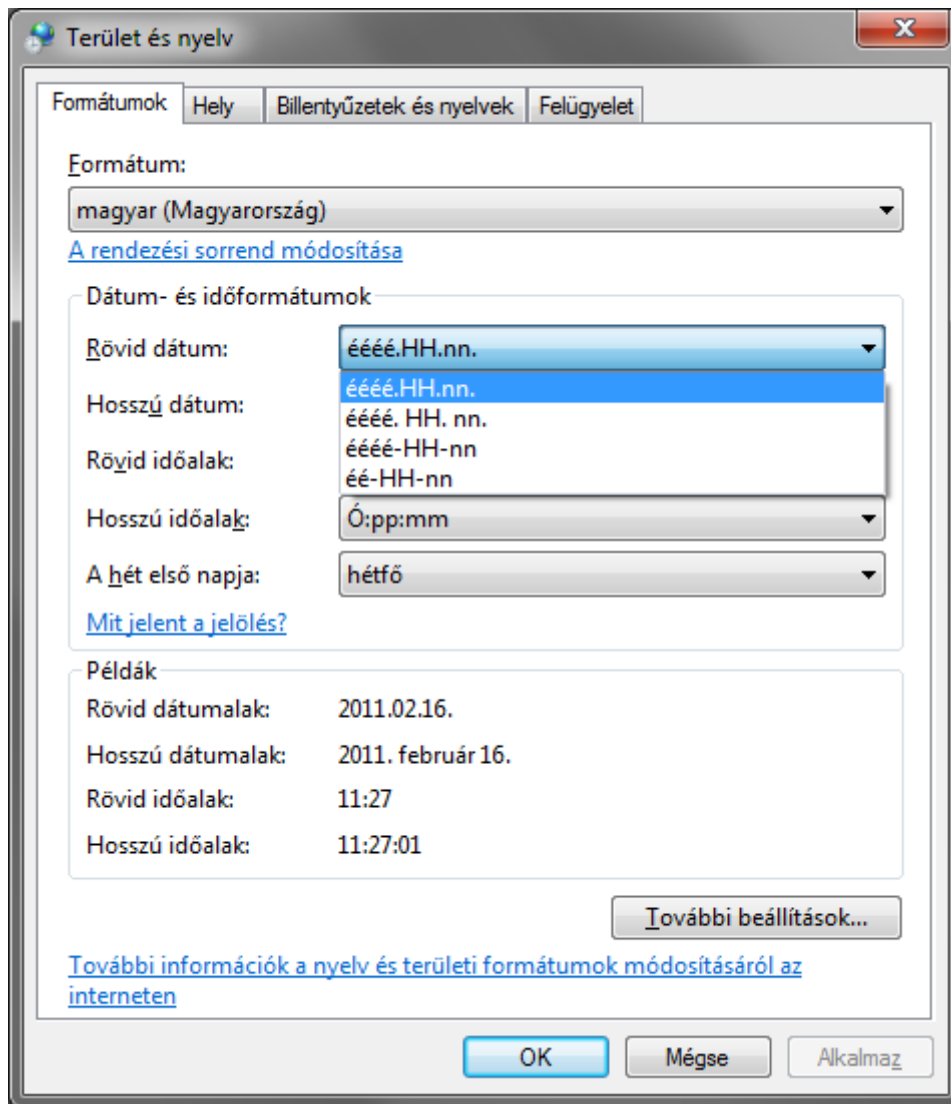 Terület és nyelv
Formátumok Hely Billentyűzetek és nyelvek Felügyelet
Formátum:
magyar (Magyarország)
A rendezési sorrend módosítása
Dátum- és időformátumok
Rövid dátum: éééé.HH.nn.
éééé.HH.nn.
Hosszú dátum:
éééé. HH. nn.
éééé-HH-nn
Rövid időalak:
éé-HH-nn
Hosszú időalak: Ó:pp:mm
A hét első napja: hétfő
Mit jelent a jelölés?
Példák
Rövid dátumalak: 2011.02.16.
Hosszú dátumalak: 2011. február 16.
Rövid időalak: 11:27
Hosszú időalak: 11:27:01
További beállítások...
További információk a nyelv és területi formátumok módosításáról az
interneten
OK Mégse Alkalmaz